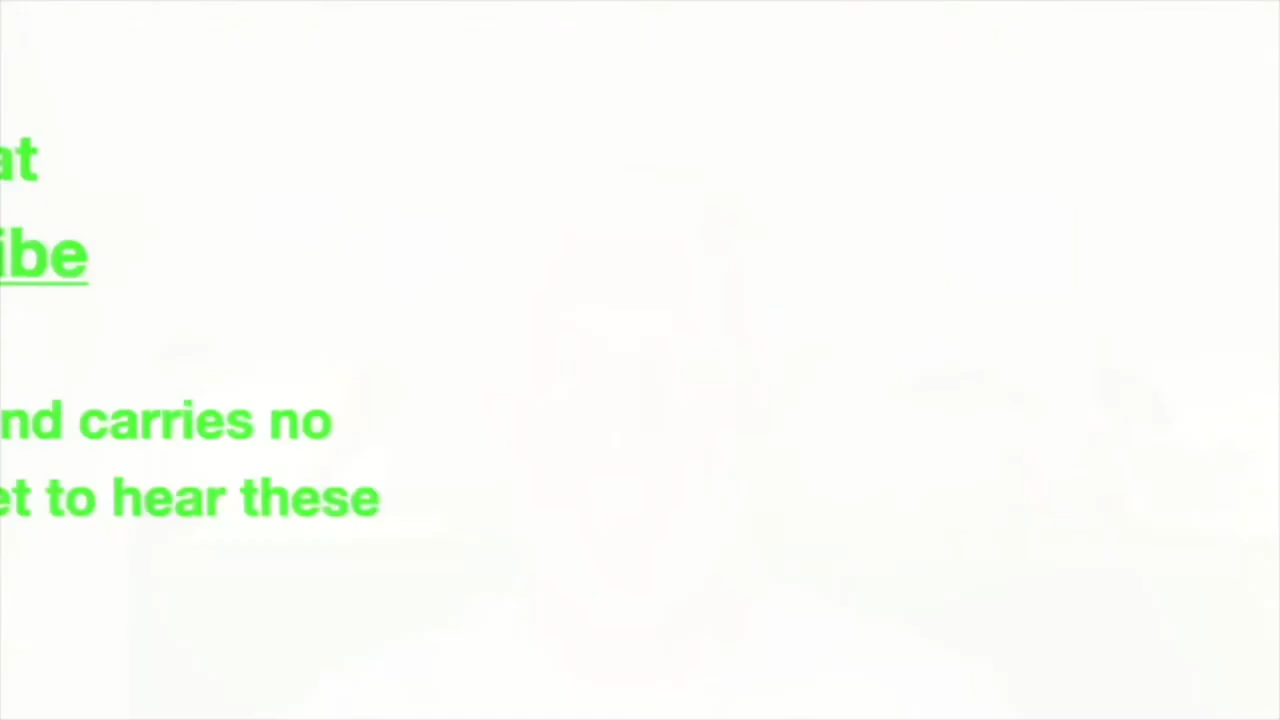 at
ibe
nd carries no
et to hear these